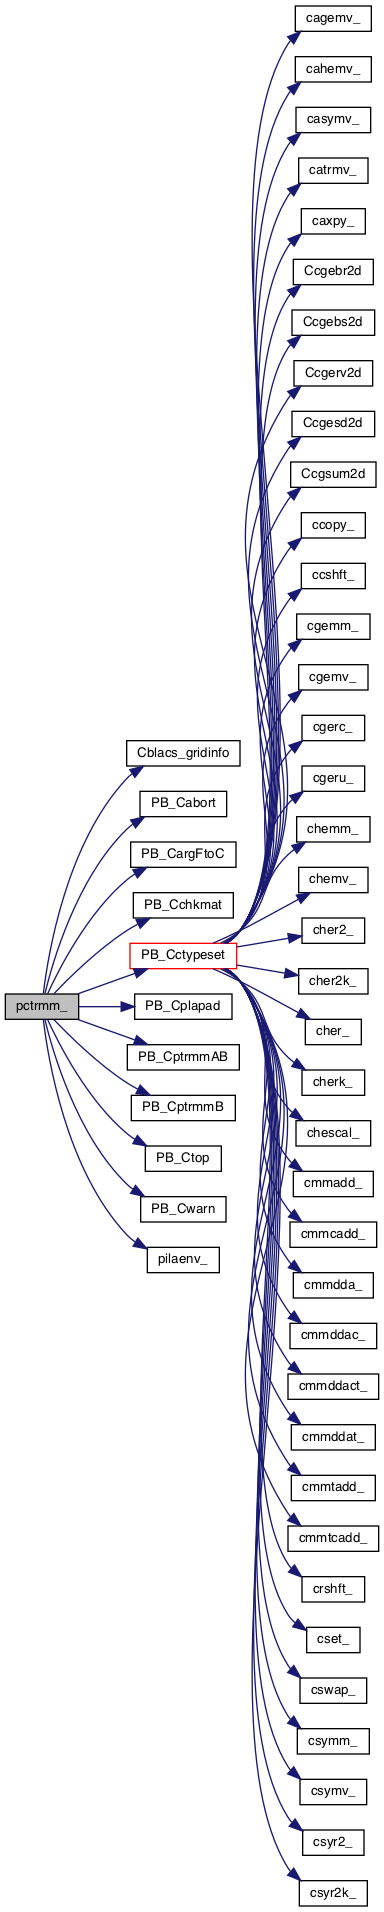 cagemv_
cahemv_
casymv_
catrmv_
caxpy_
Ccgebr2d
Ccgebs2d
Ccgerv2d
Ccgesd2d
Ccgsum2d
ccopy_
ccshft_
cgemm_
cgemv_
cgerc_
Cblacs_gridinfo
cgeru_
PB_Cabort
chemm_
PB_CargFtoC
chemv_
PB_Cchkmat
cher2_
PB_Cctypeset
cher2k_
pctrmm_
PB_Cplapad
cher_
PB_CptrmmAB
cherk_
PB_CptrmmB
chescal_
PB_Ctop
cmmadd_
PB_Cwarn
cmmcadd_
pilaenv_
cmmdda_
cmmddac_
cmmddact_
cmmddat_
cmmtadd_
cmmtcadd_
crshft_
cset_
cswap_
csymm_
csymv_
csyr2_
csyr2k_